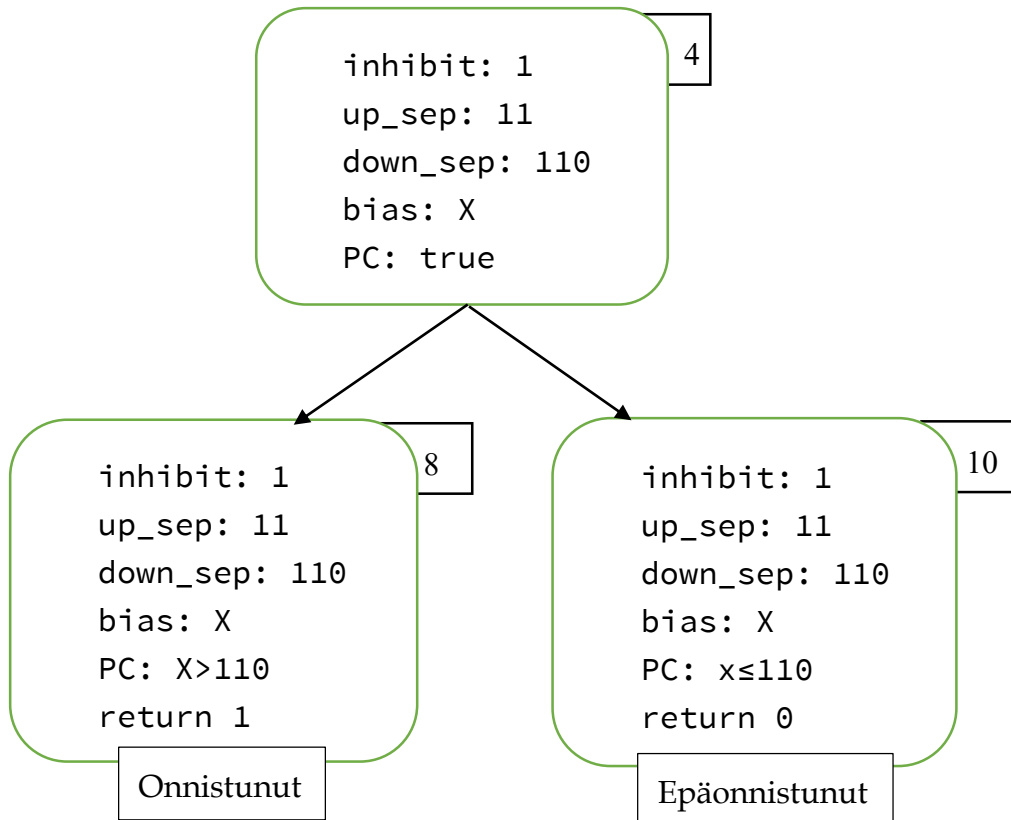 inhibit: 1
up_sep: 11
down_sep: 110
bias: X
PC: true
4
inhibit: 1
up_sep: 11
down_sep: 110
bias: X
PC: X>110
return 1
8
Onnistunut
inhibit: 1
up_sep: 11
down_sep: 110
bias: X
PC: x≤110
return 0
10
Epäonnistunut